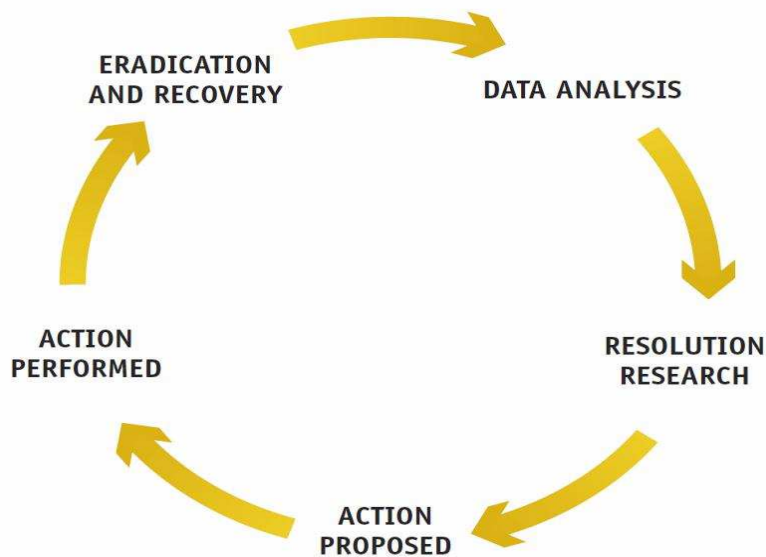 ERADICATION
AND RECOVERY
DATA ANALYSIS
RESOLUTION
RESEARCH
ACTION
PROPOSED
ACTION
PERFORMED